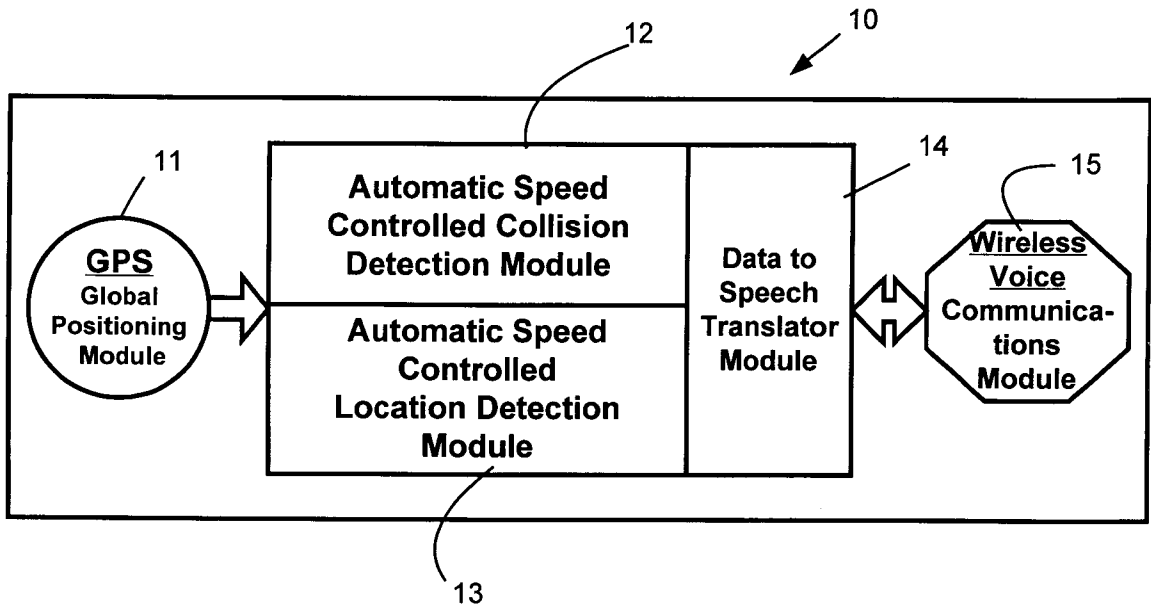 10
12
11
14
15
GPS
Global
Positioning
Module
Automatic Speed
Controlled Collision
Detection Module
Automatic Speed
Controlled
Location Detection
Module
Data to
Speech
Translator
Module
Wireless
Voice
Communica-
tions
Module
13